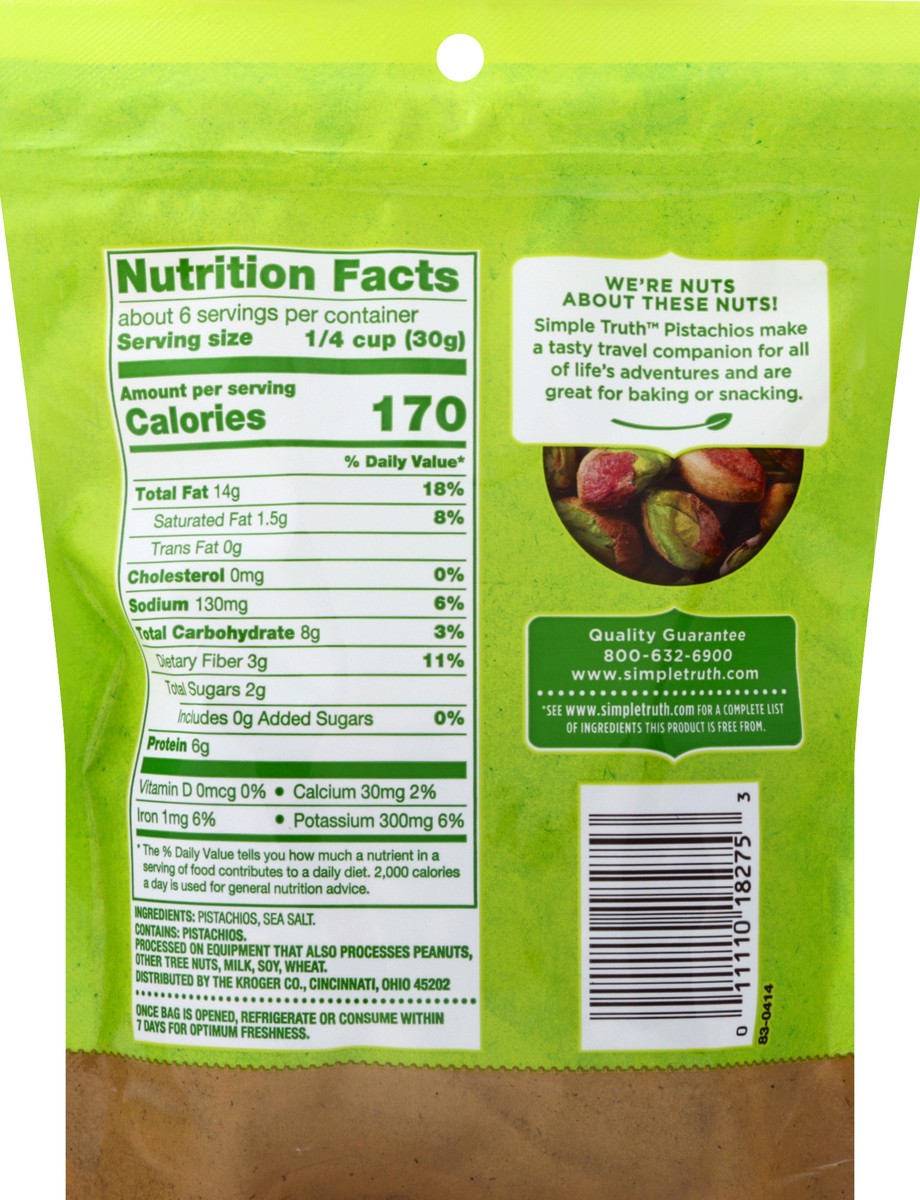 Nutrition Facts
about 6 servings per container
Serving size 1/4 cup (30g)
Amount per serving
Calories 170
% Daily Value*
Total Fat 14g 18%
Saturated Fat 1.5g 8%
Trans Fat 0g
Cholesterol 0mg 0%
Sodium 130mg 6%
Total Carbohydrate 8g 3%
Dietary Fiber 3g 11%
Total Sugars 2g
Includes 0g Added Sugars 0%
Protein 6g
Vitamin D 0mcg 0% • Calcium 30mg 2%
Iron 1mg 6% • Potassium 300mg 6%
* The % Daily Value tells you how much a nutrient in a
serving of food contributes to a daily diet. 2,000 calories
a day is used for general nutrition advice.
INGREDIENTS: PISTACHIOS, SEA SALT.
CONTAINS: PISTACHIOS.
PROCESSED ON EQUIPMENT THAT ALSO PROCESSES PEANUTS,
OTHER TREE NUTS, MILK, SOY, WHEAT.
DISTRIBUTED BY THE KROGER CO., CINCINNATI, OHIO 45202
ONCE BAG IS OPENED, REFRIGERATE OR CONSUME WITHIN
7 DAYS FOR OPTIMUM FRESHNESS.
WE'RE NUTS
ABOUT THESE NUTS!
Simple Truth™ Pistachios make
a tasty travel companion for all
of life's adventures and are
great for baking or snacking.
Quality Guarantee
800-632-6900
www.simpletruth.com
*SEE www.simpletruth.com FOR A COMPLETE LIST
OF INGREDIENTS THIS PRODUCT IS FREE FROM.
0 11110 18275 3
83-0414